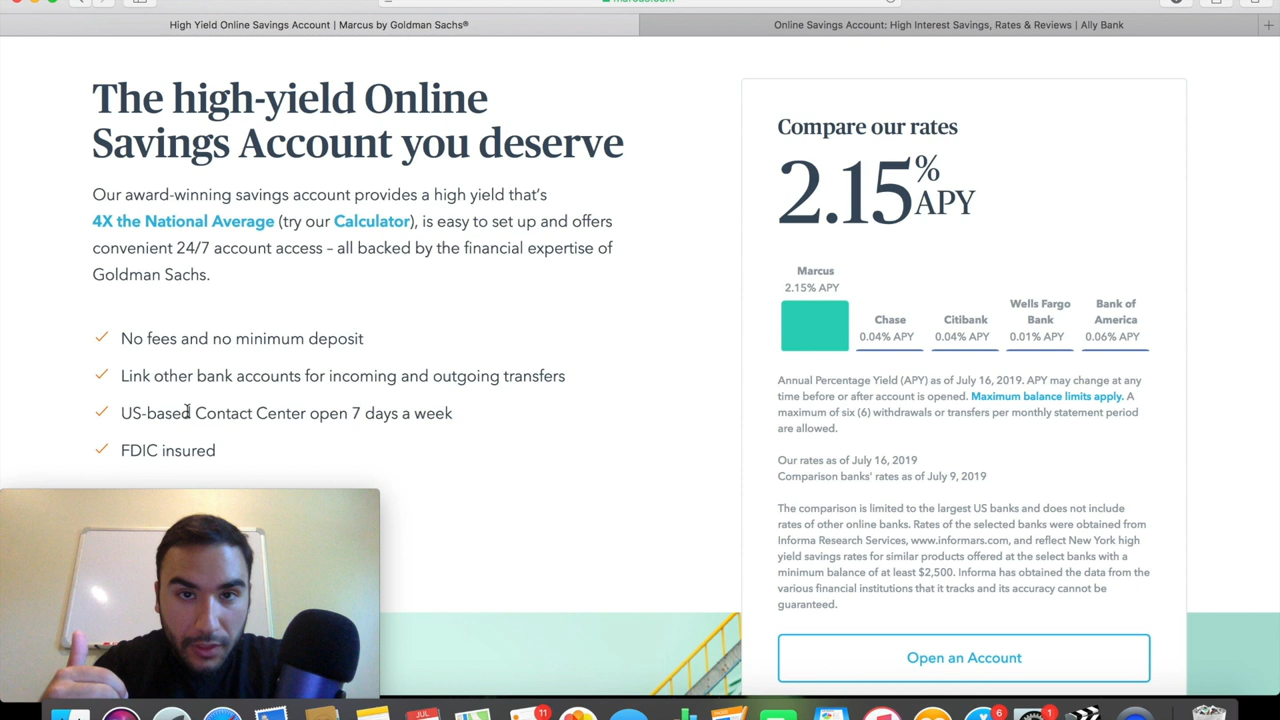 High Yield Online Savings Account | Marcus by Goldman Sachs®
Online Savings Account: High Interest Savings, Rates & Reviews | Ally Bank
The high-yield Online
Savings Account you deserve
Our award-winning savings account provides a high yield that's
4X the National Average (try our Calculator), is easy to set up and offers
convenient 24/7 account access – all backed by the financial expertise of
Goldman Sachs.
No fees and no minimum deposit
Link other bank accounts for incoming and outgoing transfers
US-based Contact Center open 7 days a week
FDIC insured
Compare our rates
2.15% APY
Marcus
2.15% APY
Chase
0.04% APY
Citibank
0.04% APY
Wells Fargo
Bank
0.01% APY
Bank of
America
0.06% APY
Annual Percentage Yield (APY) as of July 16, 2019. APY may change at any
time before or after account is opened. Maximum balance limits apply. A
maximum of six (6) withdrawals or transfers per monthly statement period
are allowed.
Our rates as of July 16, 2019
Comparison banks' rates as of July 9, 2019
The comparison is limited to the largest US banks and does not include
rates of other online banks. Rates of the selected banks were obtained from
Informa Research Services, www.informars.com, and reflect New York high
yield savings rates for similar products offered at the select banks with a
minimum balance of at least $2,500. Informa has obtained the data from the
various financial institutions that it tracks and its accuracy cannot be
guaranteed.
Open an Account
JUL
11
6
1